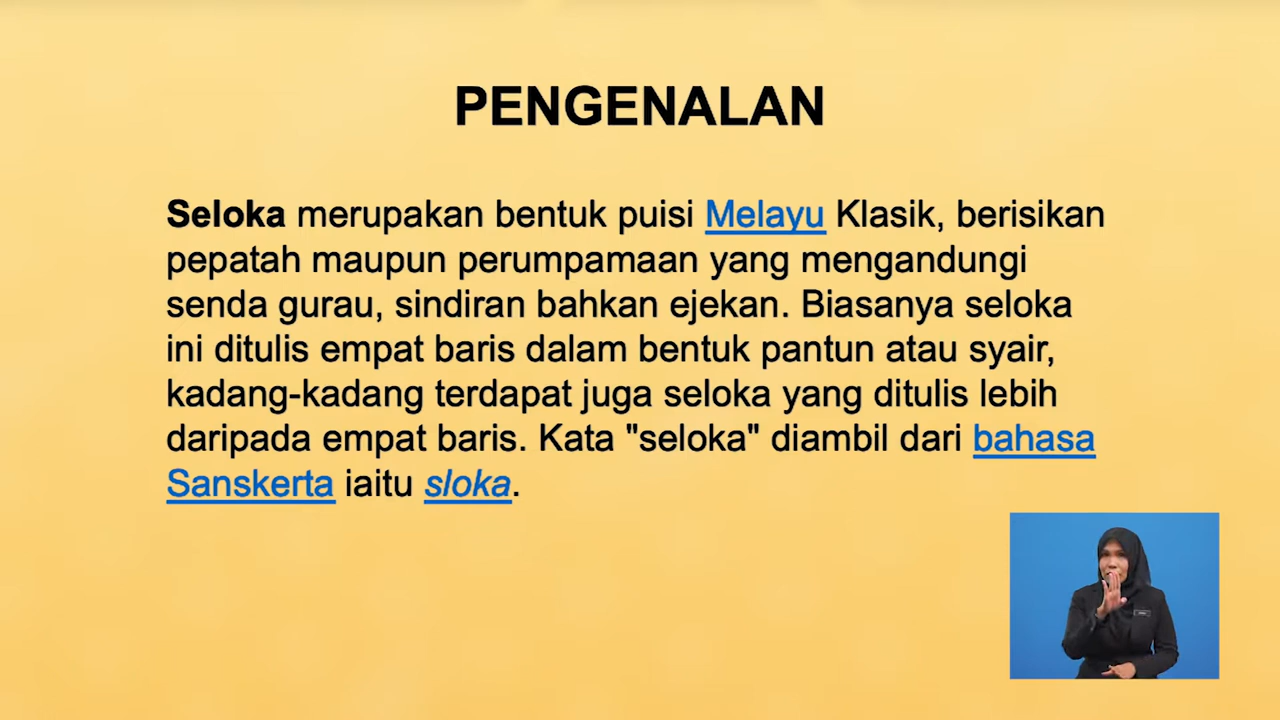 PENGENALAN
Seloka merupakan bentuk puisi Melayu Klasik, berisikan
pepatah maupun perumpamaan yang mengandungi
senda gurau, sindiran bahkan ejekan. Biasanya seloka
ini ditulis empat baris dalam bentuk pantun atau syair,
kadang-kadang terdapat juga seloka yang ditulis lebih
daripada empat baris. Kata "seloka" diambil dari bahasa
Sanskerta iaitu sloka.